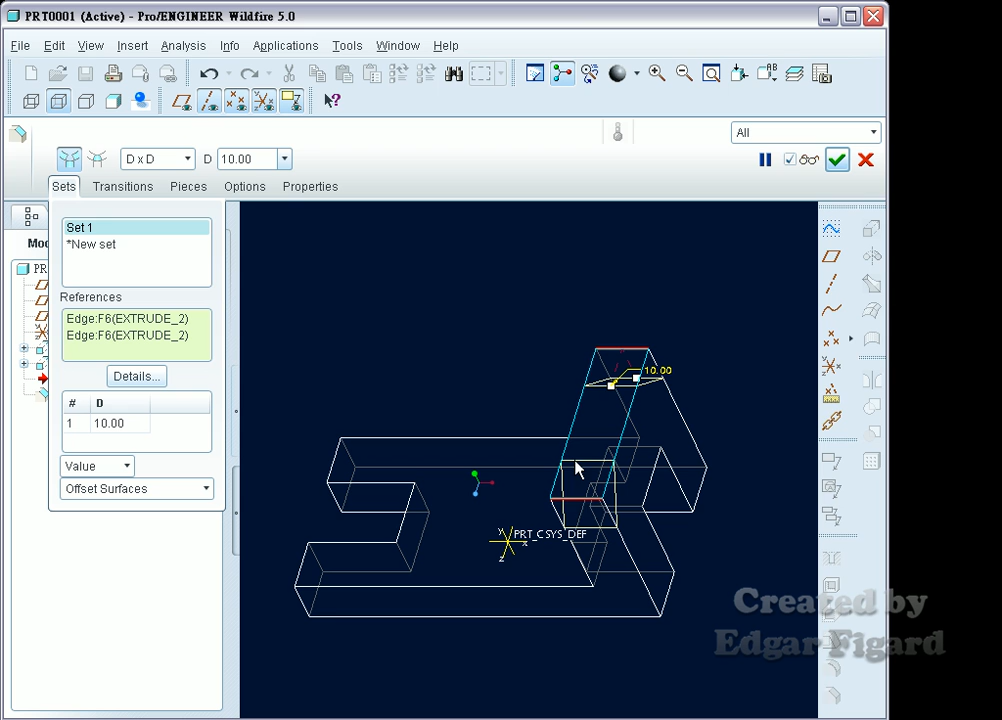 PRT0001 (Active) - Pro/ENGINEER Wildfire 5.0
File Edit View Insert Analysis Info Applications Tools Window Help
All
D x D D 10.00
Sets Transitions Pieces Options Properties
Set 1
*New set
Mod
PR
References
Edge:F6(EXTRUDE_2)
Edge:F6(EXTRUDE_2)
Details...
# D
1 10.00
Value
Offset Surfaces
10.00
PRT_CSYS_DEF
Y
X
Z
Created by
Edgar Figard